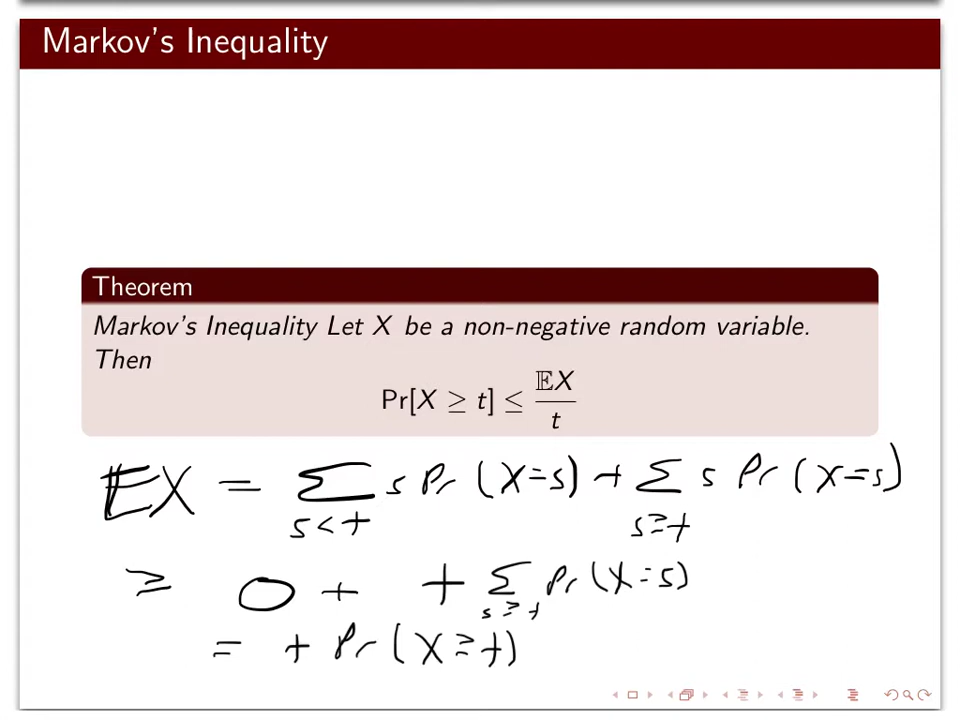 Markov's Inequality
Theorem
Markov's Inequality Let X be a non-negative random variable.
Then
Pr[X ≥ t] ≤ 𝔼X / t
𝔼X = ∑_{s<t} s Pr(X=s) + ∑_{s≥t} s Pr(X=s)
≥ 0 + t ∑_{s≥t} Pr(X=s)
= t Pr(X≥t)